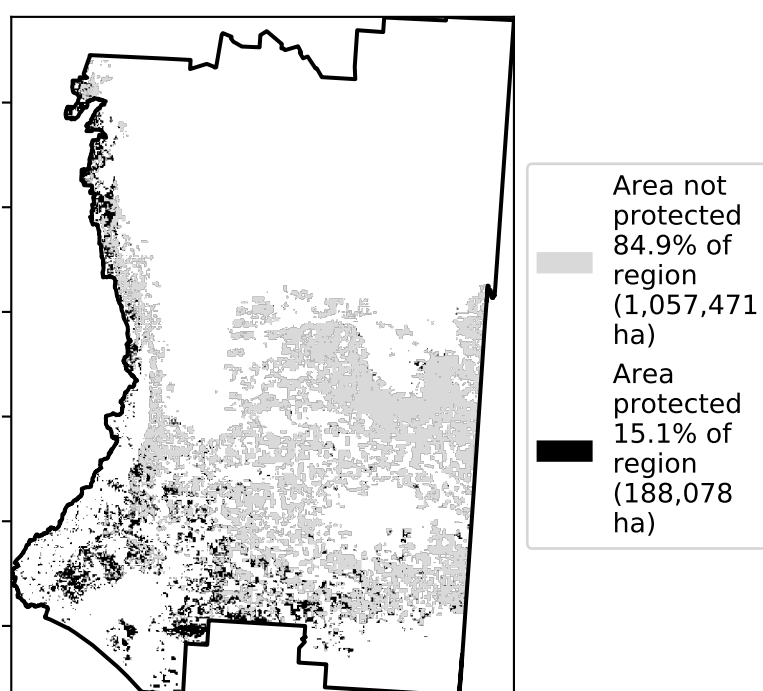 Area not
protected
84.9% of
region
(1,057,471
ha)
Area
protected
15.1% of
region
(188,078
ha)